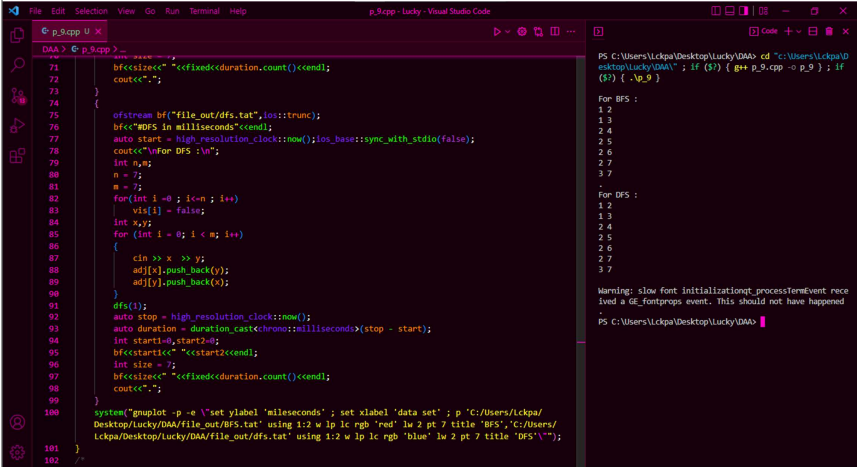 File Edit Selection View Go Run Terminal Help
p_9.cpp - Lucky - Visual Studio Code
p_9.cpp U ×
Code
DAA > p_9.cpp > ...
70 int size = 7;
71 bf<<size<<" "<<fixed<<duration.count()<<endl;
72 cout<<".";
73 }
74 {
75 ofstream bf("file_out/dfs.tat",ios::trunc);
76 bf<<"#DFS in milliseconds"<<endl;
77 auto start = high_resolution_clock::now();ios_base::sync_with_stdio(false);
78 cout<<"\nFor DFS :\n";
79 int n,m;
80 n = 7;
81 m = 7;
82 for(int i =0 ; i<=n ; i++)
83 vis[i] = false;
84 int x,y;
85 for (int i = 0; i < m; i++)
86 {
87 cin >> x >> y;
88 adj[x].push_back(y);
89 adj[y].push_back(x);
90 }
91 dfs(1);
92 auto stop = high_resolution_clock::now();
93 auto duration = duration_cast<chrono::milliseconds>(stop - start);
94 int start1=0,start2=0;
95 bf<<start1<<" "<<start2<<endl;
96 int size = 7;
97 bf<<size<<" "<<fixed<<duration.count()<<endl;
98 cout<<".";
99 }
100 system("gnuplot -p -e \"set ylabel 'mileseconds' ; set xlabel 'data set' ; p 'C:/Users/Lckpa/
Desktop/Lucky/DAA/file_out/BFS.tat' using 1:2 w lp lc rgb 'red' lw 2 pt 7 title 'BFS','C:/Users/
Lckpa/Desktop/Lucky/DAA/file_out/dfs.tat' using 1:2 w lp lc rgb 'blue' lw 2 pt 7 title 'DFS'\"");
101 }
102 /*
PS C:\Users\Lckpa\Desktop\Lucky\DAA> cd "c:\Users\Lckpa\D
esktop\Lucky\DAA\" ; if ($?) { g++ p_9.cpp -o p_9 } ; if
($?) { .\p_9 }
For BFS :
1 2
1 3
2 4
2 5
2 6
2 7
3 7
.
For DFS :
1 2
1 3
2 4
2 5
2 6
2 7
3 7
Warning: slow font initializationqt_processTermEvent rece
ived a GE_fontprops event. This should not have happened
.
PS C:\Users\Lckpa\Desktop\Lucky\DAA>